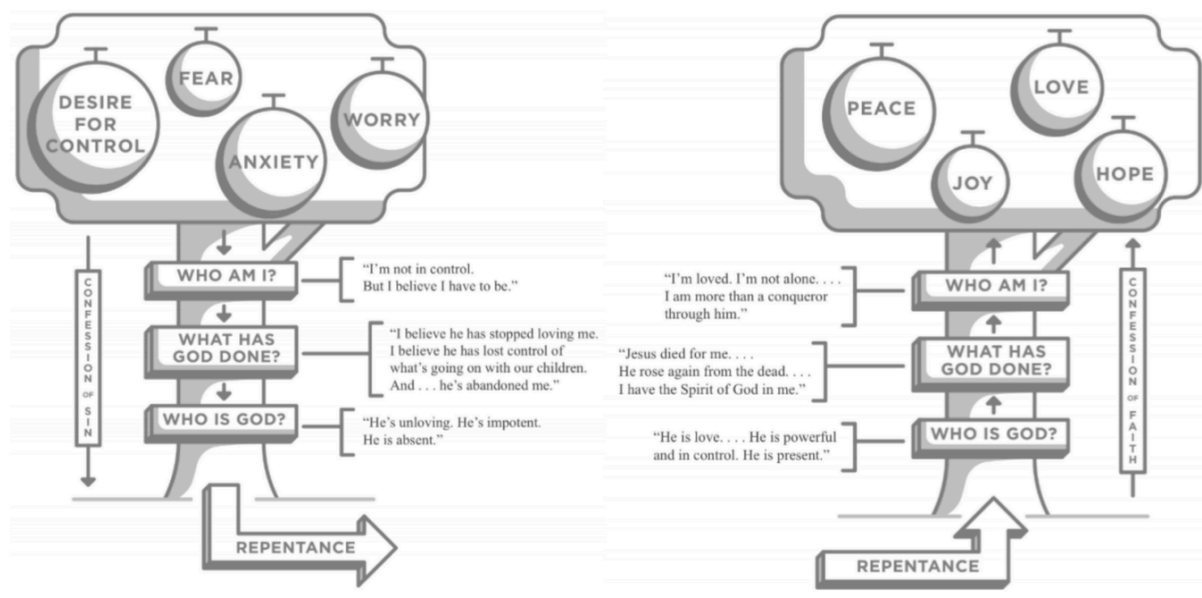 DESIRE
FOR
CONTROL
FEAR
ANXIETY
WORRY
CONFESSION OF SIN
WHO AM I?
“I’m not in control.
But I believe I have to be.”
WHAT HAS
GOD DONE?
“I believe he has stopped loving me.
I believe he has lost control of
what’s going on with our children.
And . . . he’s abandoned me.”
WHO IS GOD?
“He’s unloving. He’s impotent.
He is absent.”
REPENTANCE
PEACE
JOY
LOVE
HOPE
“I’m loved. I’m not alone. . . .
I am more than a conqueror
through him.”
WHO AM I?
“Jesus died for me. . . .
He rose again from the dead. . . .
I have the Spirit of God in me.”
WHAT HAS
GOD DONE?
“He is love. . . . He is powerful
and in control. He is present.”
WHO IS GOD?
CONFESSION OF FAITH
REPENTANCE